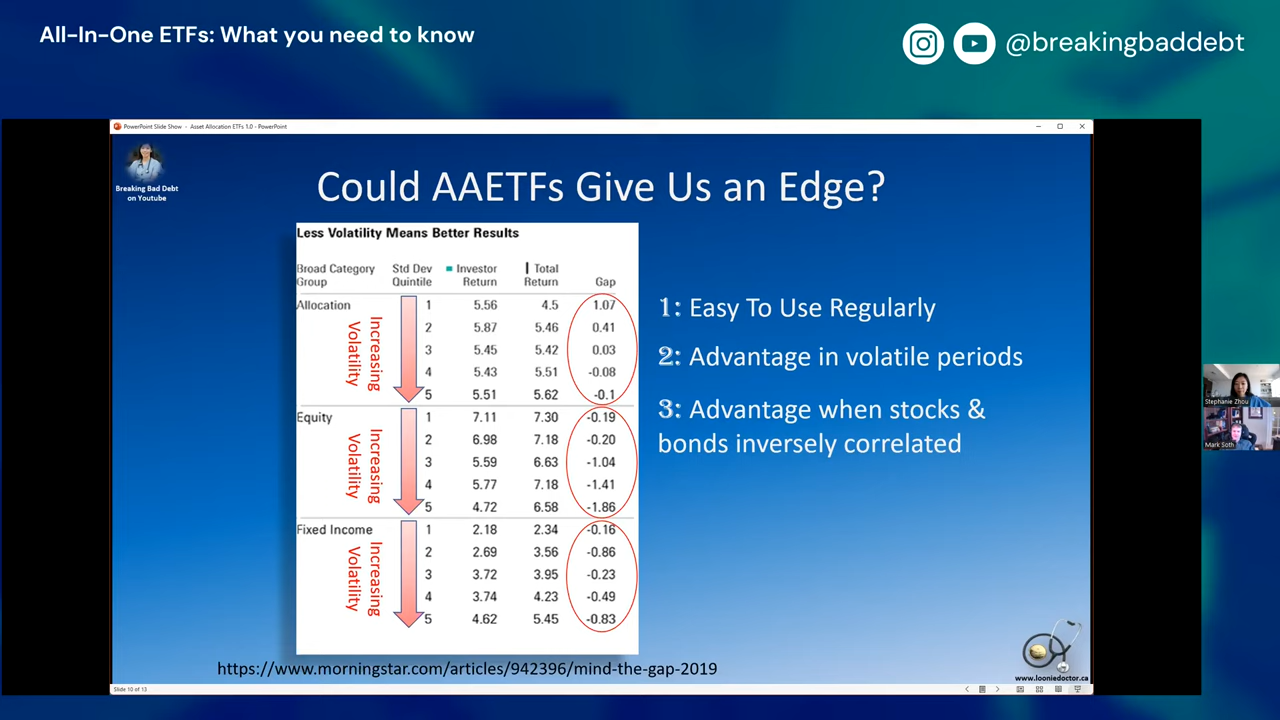 All-In-One ETFs: What you need to know
@breakingbaddebt
PowerPoint Slide Show - Asset Allocation ETFs 1.0 - PowerPoint
Breaking Bad Debt
on Youtube
Could AAETFs Give Us an Edge?
Less Volatility Means Better Results
Broad Category Group Std Dev Quintile Investor Return Total Return Gap
Allocation 1 5.56 4.5 1.07
2 5.87 5.46 0.41
3 5.45 5.42 0.03
4 5.43 5.51 -0.08
5 5.51 5.62 -0.1
Increasing
Volatility
Equity 1 7.11 7.30 -0.19
2 6.98 7.18 -0.20
3 5.59 6.63 -1.04
4 5.77 7.18 -1.41
5 4.72 6.58 -1.86
Increasing
Volatility
Fixed Income 1 2.18 2.34 -0.16
2 2.69 3.56 -0.86
3 3.72 3.95 -0.23
4 3.74 4.23 -0.49
5 4.62 5.45 -0.83
Increasing
Volatility
1: Easy To Use Regularly
2: Advantage in volatile periods
3: Advantage when stocks &
bonds inversely correlated
https://www.morningstar.com/articles/942396/mind-the-gap-2019
www.looniedoctor.ca
Slide 10 of 13
Stephanie Zhou
Mark Soth